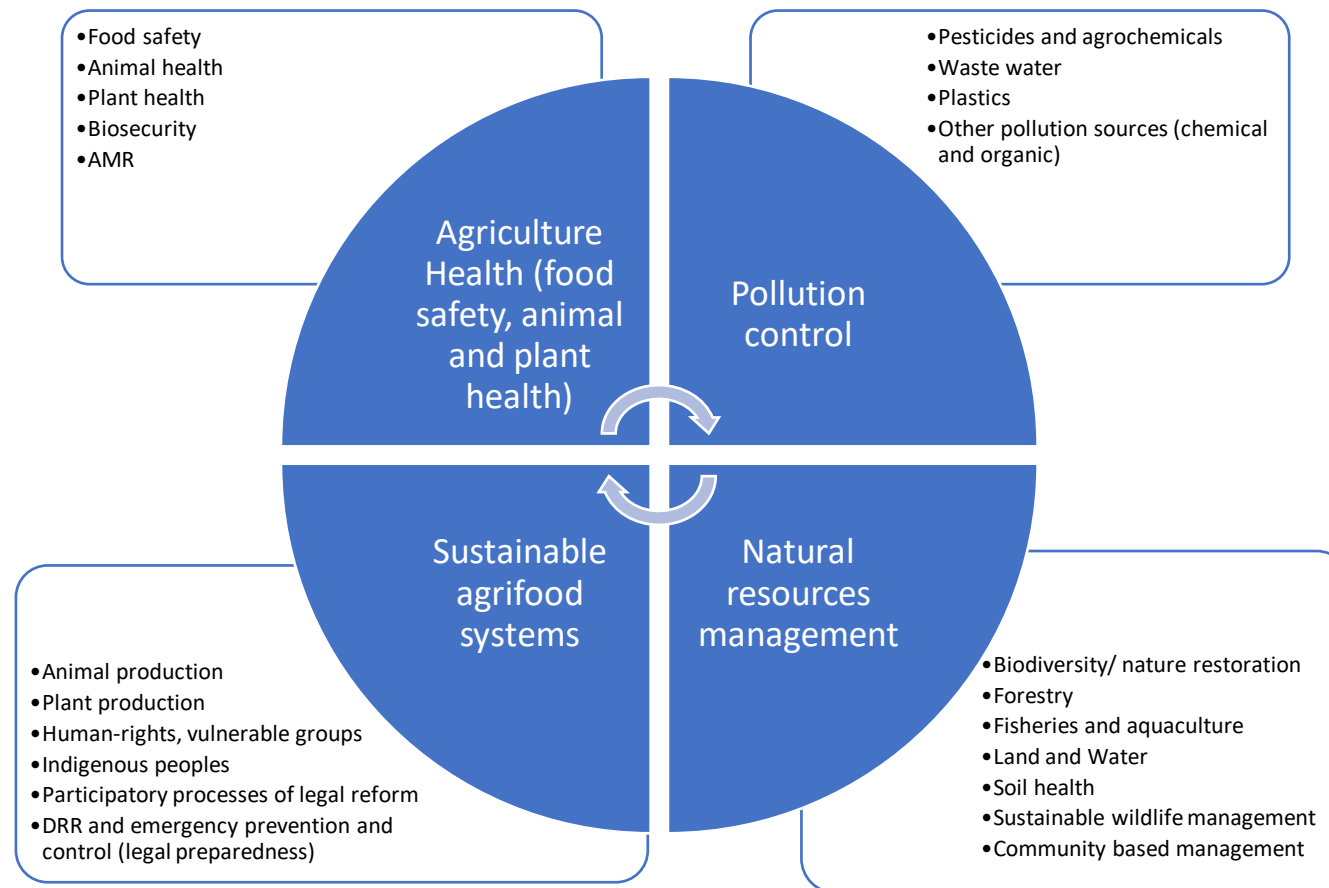 •Food safety
•Animal health
•Plant health
•Biosecurity
•AMR
•Pesticides and agrochemicals
•Waste water
•Plastics
•Other pollution sources (chemical
and organic)
Agriculture
Health (food
safety, animal
and plant
health)
Pollution
control
Sustainable
agrifood
systems
Natural
resources
management
•Animal production
•Plant production
•Human-rights, vulnerable groups
•Indigenous peoples
•Participatory processes of legal reform
•DRR and emergency prevention and
control (legal preparedness)
•Biodiversity/ nature restoration
•Forestry
•Fisheries and aquaculture
•Land and Water
•Soil health
•Sustainable wildlife management
•Community based management